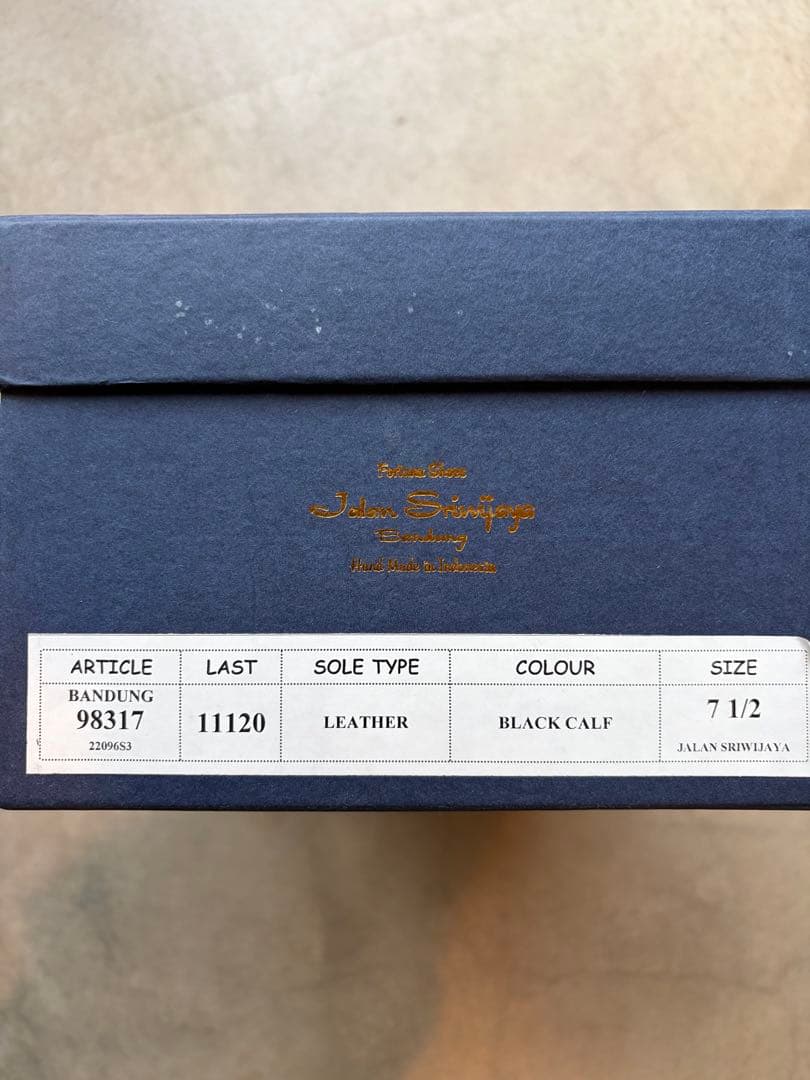 Fortuna Shoes
Jalan Sriwijaya
Bandung
Hand Made in Indonesia
ARTICLE LAST SOLE TYPE COLOUR SIZE
BANDUNG
98317 11120 LEATHER BLACK CALF 7 1/2
22096S3 JALAN SRIWIJAYA